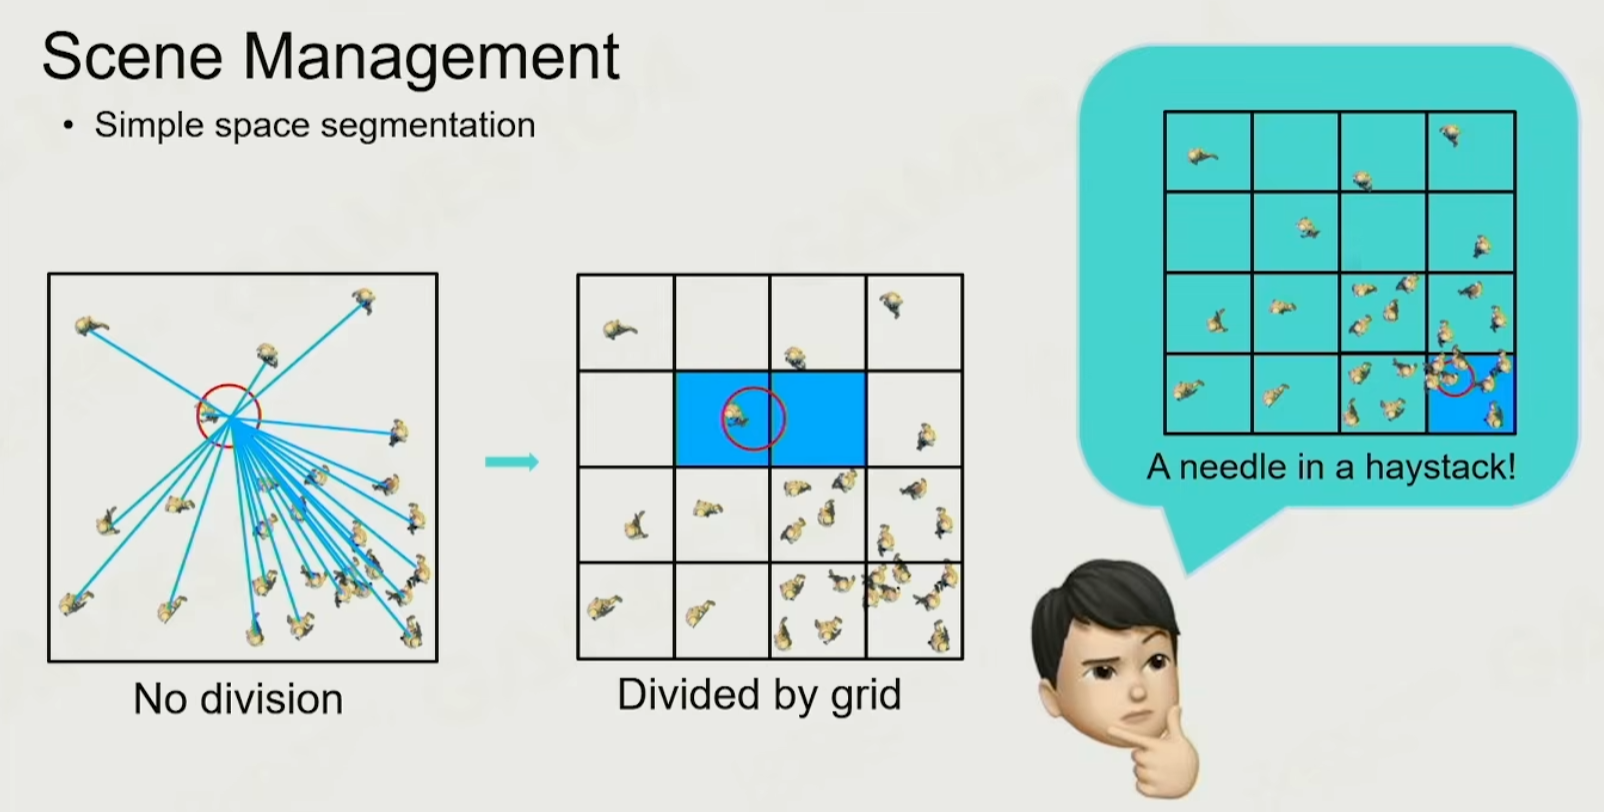 Scene Management
• Simple space segmentation
No division
Divided by grid
A needle in a haystack!